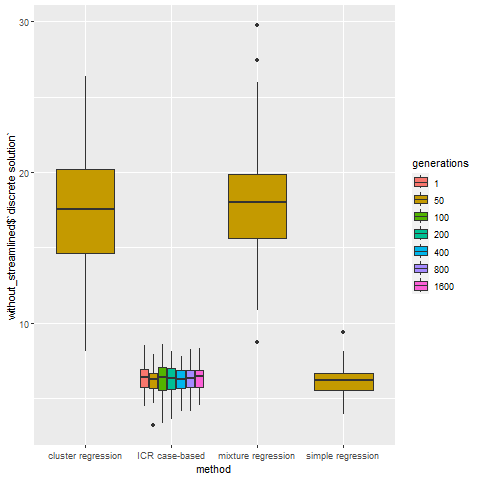 without_streamlined$`discrete solution`
30
20
10
cluster regression
ICR case-based
mixture regression
simple regression
method
generations
1
50
100
200
400
800
1600